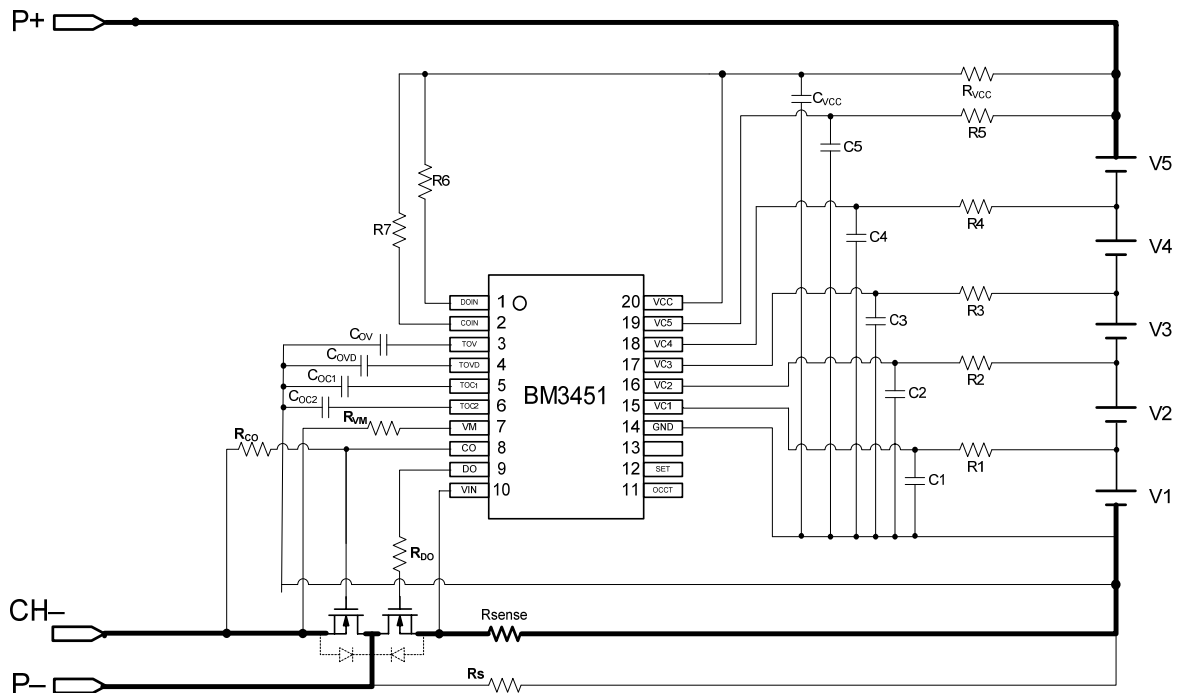 P+
RVCC
CVCC
R5
C5
V5
R6
R4
R7
C4
V4
1 DOIN
20 VCC
R3
2 COIN
19 VC5
C3
V3
COV
3 TOV
18 VC4
COVD
4 TOVD
17 VC3
R2
COC1
5 TOC1
BM3451
16 VC2
C2
COC2
6 TOC2
15 VC1
V2
RVM
7 VM
14 GND
RCO
8 CO
13
R1
9 DO
12 SET
C1
10 VIN
11 OCCT
V1
RDO
CH–
Rsense
P–
Rs